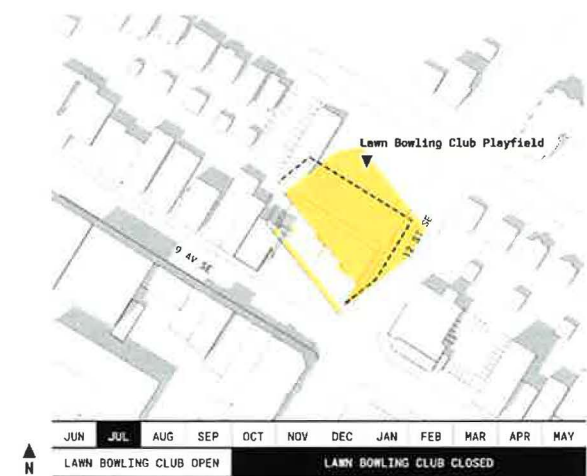 Lawn Bowling Club Playfield
12 ST SE
9 AV SE
JUN JUL AUG SEP OCT NOV DEC JAN FEB MAR APR MAY
N LAWN BOWLING CLUB OPEN LAWN BOWLING CLUB CLOSED